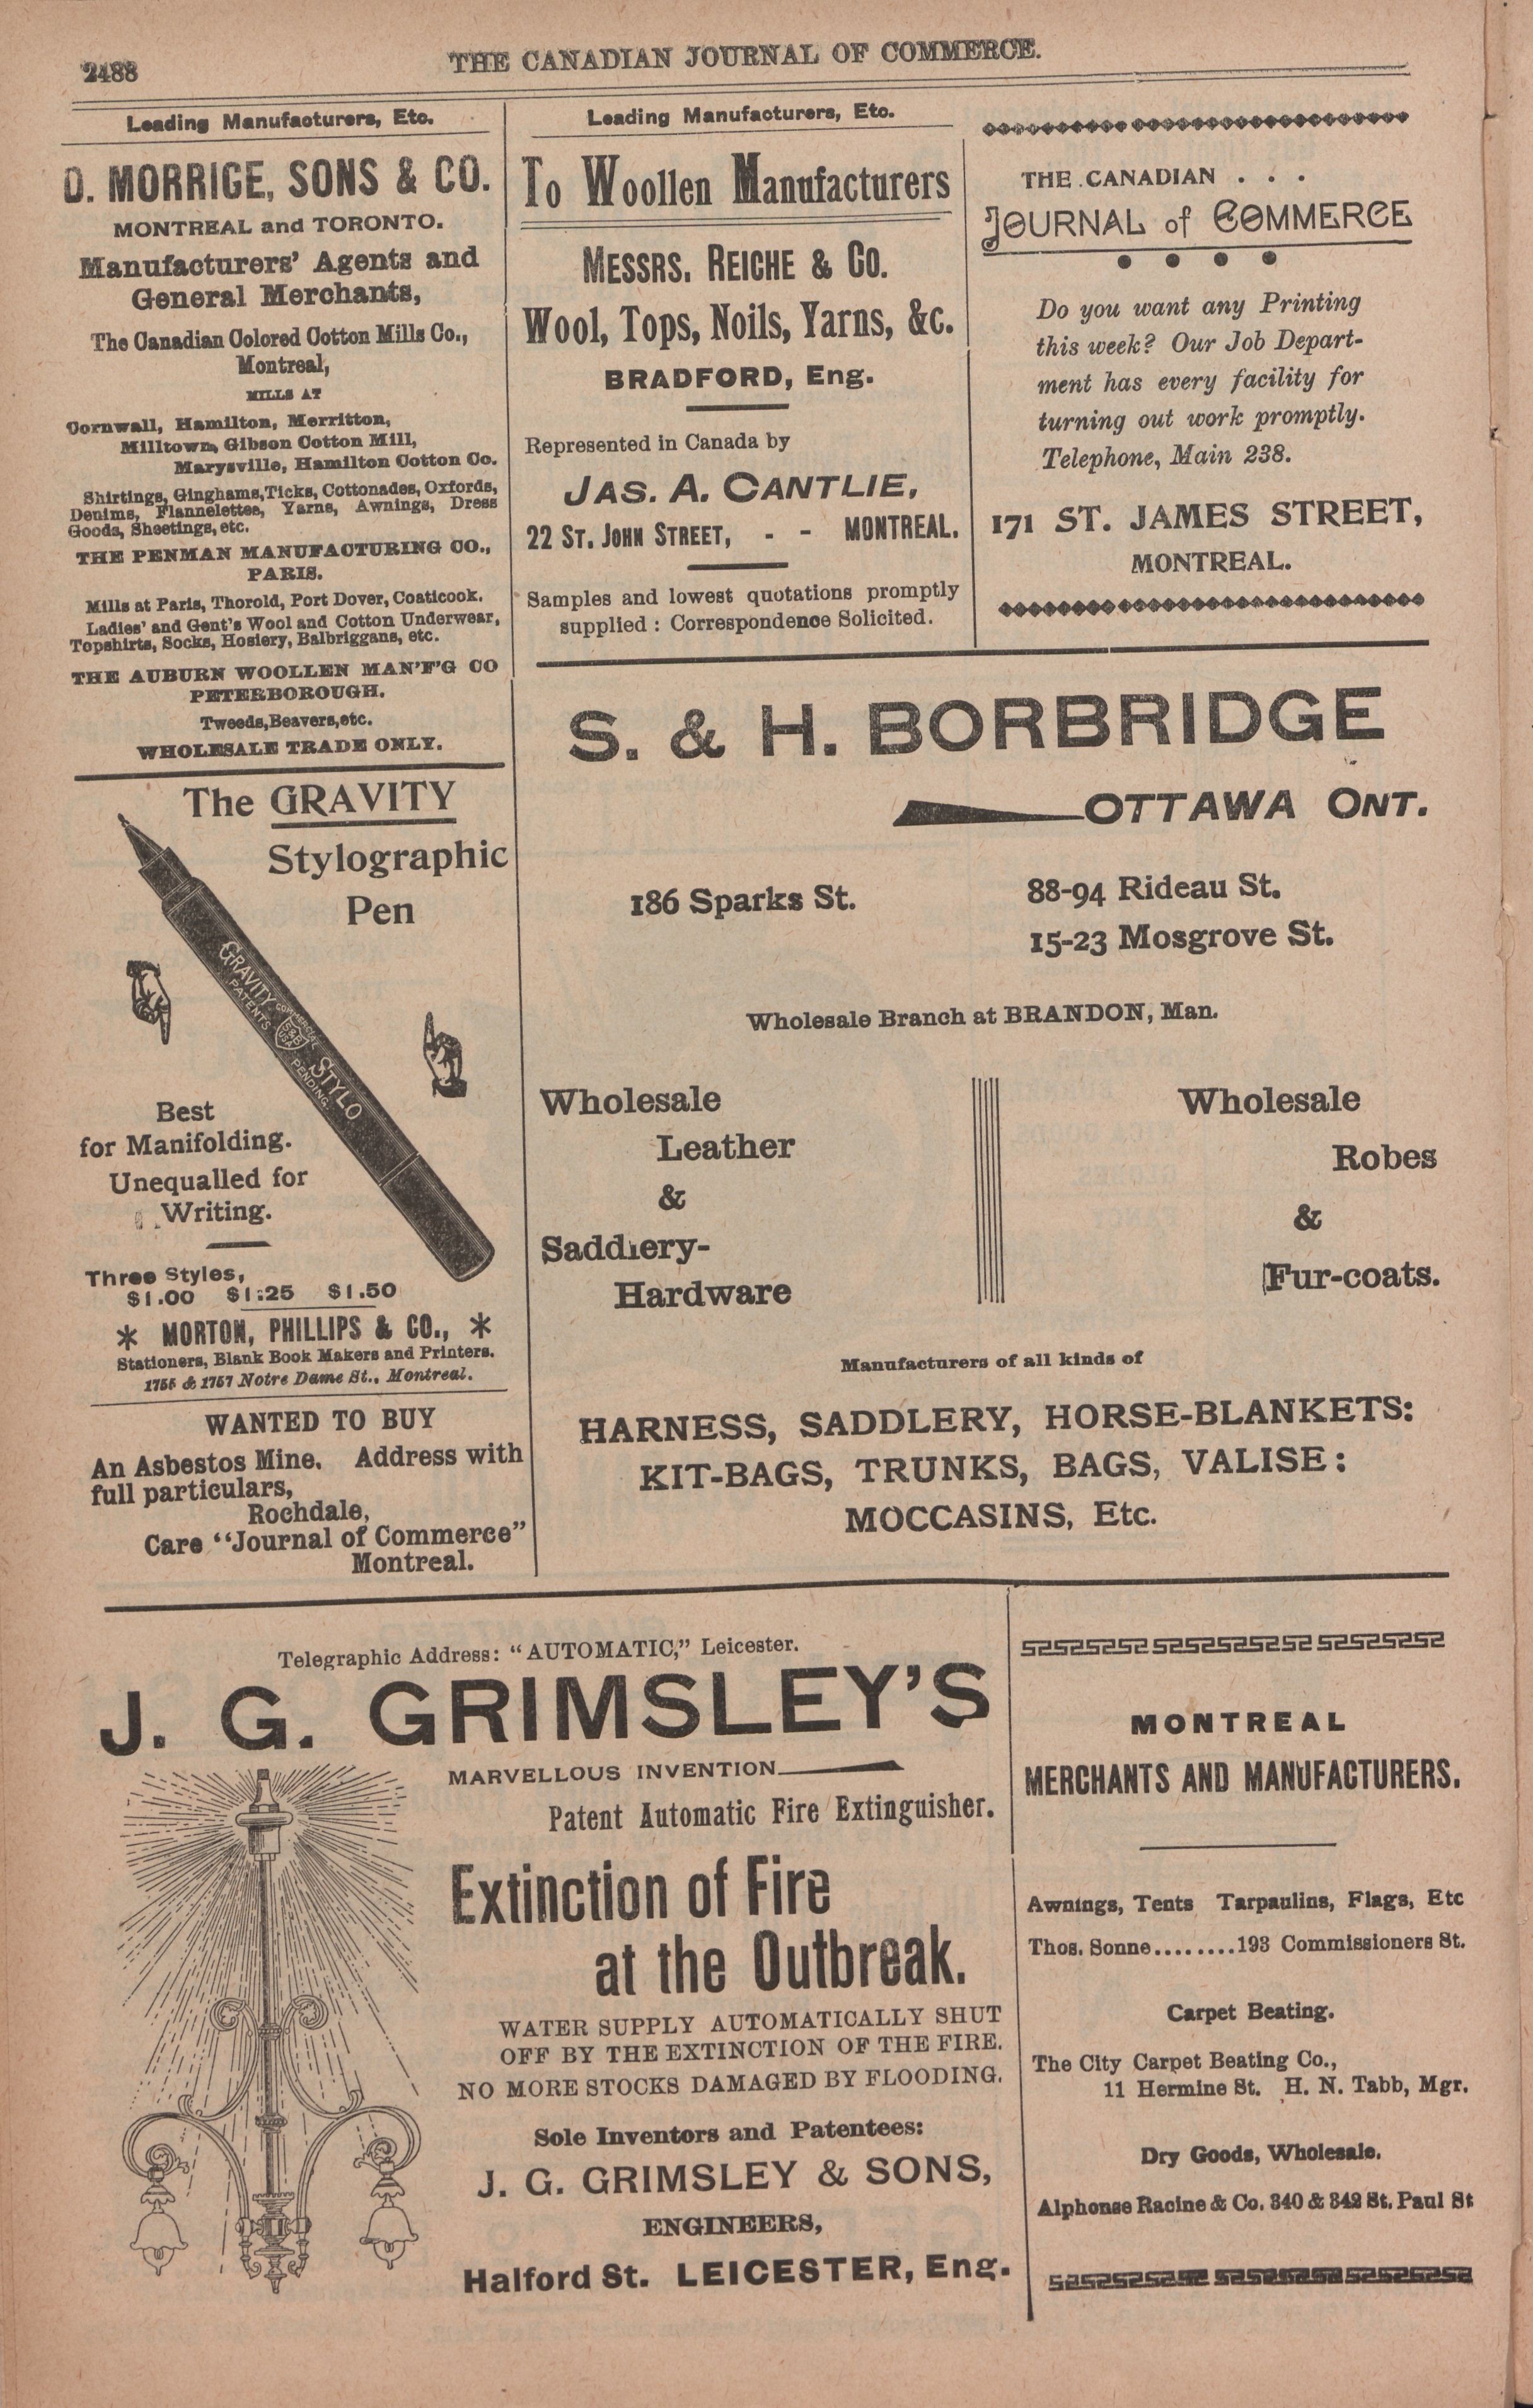 2488
THE CANADIAN JOURNAL OF COMMERCE.
Leading Manufacturers, Etc.
D. MORRICE, SONS & CO.
MONTREAL and TORONTO.
Manufacturers' Agents and
General Merchants,
The Canadian Colored Cotton Mills Co.,
Montreal,
MILLS AT
Cornwall, Hamilton, Merritton,
Milltown, Gibson Cotton Mill,
Marysville, Hamilton Cotton Co.
Shirtings, Ginghams, Ticks, Cottonades, Oxfords,
Denims, Flannelettes, Yarns, Awnings, Dress
Goods, Sheetings, etc.
THE PENMAN MANUFACTURING CO.,
PARIS.
Mills at Paris, Thorold, Port Dover, Coaticook.
Ladies' and Gent's Wool and Cotton Underwear,
Topshirts, Socks, Hosiery, Balbriggans, etc.
THE AUBURN WOOLLEN MAN'F'G CO
PETERBOROUGH.
Tweeds, Beavers, etc.
WHOLESALE TRADE ONLY.
The GRAVITY
Stylographic
Pen
GRAVITY STYLO
COMMERCIAL
PATENTS PENDING.
Best
for Manifolding.
Unequalled for
Writing.
Three Styles,
$1.00 $1.25 $1.50
* MORTON, PHILLIPS & CO., *
Stationers, Blank Book Makers and Printers.
1755 & 1757 Notre Dame St., Montreal.
WANTED TO BUY
An Asbestos Mine. Address with
full particulars,
Rochdale,
Care "Journal of Commerce"
Montreal.
Leading Manufacturers, Etc.
To Woollen Manufacturers
MESSRS. REICHE & CO.
Wool, Tops, Noils, Yarns, &c.
BRADFORD, Eng.
Represented in Canada by
JAS. A. CANTLIE,
22 ST. JOHN STREET, - - MONTREAL.
Samples and lowest quotations promptly
supplied : Correspondence Solicited.
THE CANADIAN . . .
JOURNAL of COMMERCE
Do you want any Printing
this week? Our Job Depart-
ment has every facility for
turning out work promptly.
Telephone, Main 238.
171 ST. JAMES STREET,
MONTREAL.
S. & H. BORBRIDGE
OTTAWA ONT.
186 Sparks St.
88-94 Rideau St.
15-23 Mosgrove St.
Wholesale Branch at BRANDON, Man.
Wholesale
Leather
&
Saddlery-
Hardware
Wholesale
Robes
&
Fur-coats.
Manufacturers of all kinds of
HARNESS, SADDLERY, HORSE-BLANKETS:
KIT-BAGS, TRUNKS, BAGS, VALISE:
MOCCASINS, Etc.
Telegraphic Address: "AUTOMATIC," Leicester.
J. G. GRIMSLEY'S
MARVELLOUS INVENTION
Patent Automatic Fire Extinguisher.
Extinction of Fire
at the Outbreak.
WATER SUPPLY AUTOMATICALLY SHUT
OFF BY THE EXTINCTION OF THE FIRE.
NO MORE STOCKS DAMAGED BY FLOODING.
Sole Inventors and Patentees:
J. G. GRIMSLEY & SONS,
ENGINEERS,
Halford St. LEICESTER, Eng.
MONTREAL
MERCHANTS AND MANUFACTURERS.
Awnings, Tents Tarpaulins, Flags, Etc
Thos. Sonne........193 Commissioners St.
Carpet Beating.
The City Carpet Beating Co.,
11 Hermine St. H. N. Tabb, Mgr.
Dry Goods, Wholesale.
Alphonse Racine & Co. 340 & 342 St. Paul St